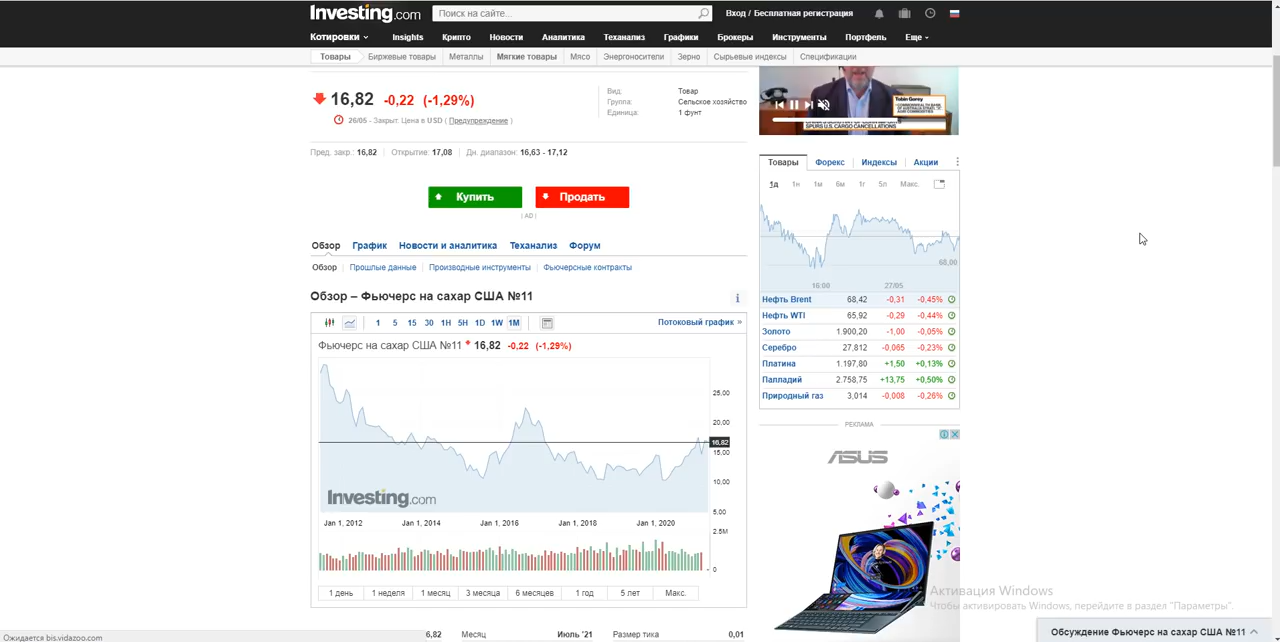 Investing.com
Поиск на сайте...
Вход / Бесплатная регистрация
Котировки Insights Крипто Новости Аналитика Теханализ Графики Брокеры Инструменты Портфель Еще
Товары Биржевые товары Металлы Мягкие товары Мясо Энергоносители Зерно Сырьевые индексы Спецификации
16,82 -0,22 (-1,29%)
26/05 - Закрыт. Цена в USD ( Предупреждение )
Вид: Товар
Группа: Сельское хозяйство
Единица: 1 фунт
Пред. закр.: 16,82 Открытие: 17,08 Дн. диапазон: 16,63 - 17,12
Купить Продать
| AD |
Обзор График Новости и аналитика Теханализ Форум
Обзор Прошлые данные Производные инструменты Фьючерсные контракты
Обзор – Фьючерс на сахар США №11
1 5 15 30 1H 5H 1D 1W 1M
Потоковый график »
Фьючерс на сахар США №11 16,82 -0,22 (-1,29%)
25,00
20,00
16,82
15,00
10,00
5,00
Investing.com
Jan 1, 2012 Jan 1, 2014 Jan 1, 2016 Jan 1, 2018 Jan 1, 2020
2.5M
0
1 день 1 неделя 1 месяц 3 месяца 6 месяцев 1 год 5 лет Макс.
6,82 Месяц Июль '21 Размер тика 0,01
Tobin Gorey
COMMONWEALTH BANK
SPURS U.S. CARGO CANCELLATIONS
Товары Форекс Индексы Акции
1д 1н 1м 6м 1г 5л Макс.
68,00
16:00 27/05
Нефть Brent 68,42 -0,31 -0,45%
Нефть WTI 65,92 -0,29 -0,44%
Золото 1.900,20 -1,00 -0,05%
Серебро 27,812 -0,065 -0,23%
Платина 1.197,80 +1,50 +0,13%
Палладий 2.758,75 +13,75 +0,50%
Природный газ 3,014 -0,008 -0,26%
РЕКЛАМА
ASUS
Активация Windows
Чтобы активировать Windows, перейдите в раздел "Параметры".
Обсуждение Фьючерс на сахар США №11
Ожидается bis.vidazoo.com